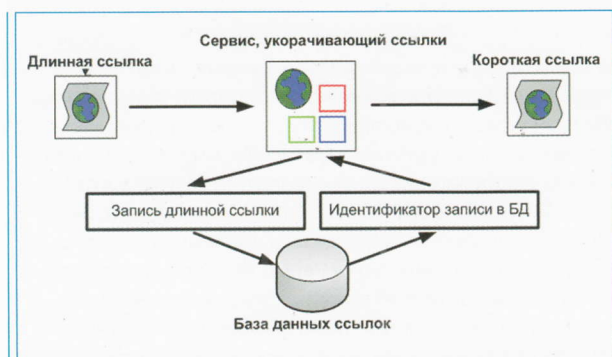 Сервис, укорачивающий ссылки
Длинная ссылка
Короткая ссылка
Запись длинной ссылки
Идентификатор записи в БД
База данных ссылок